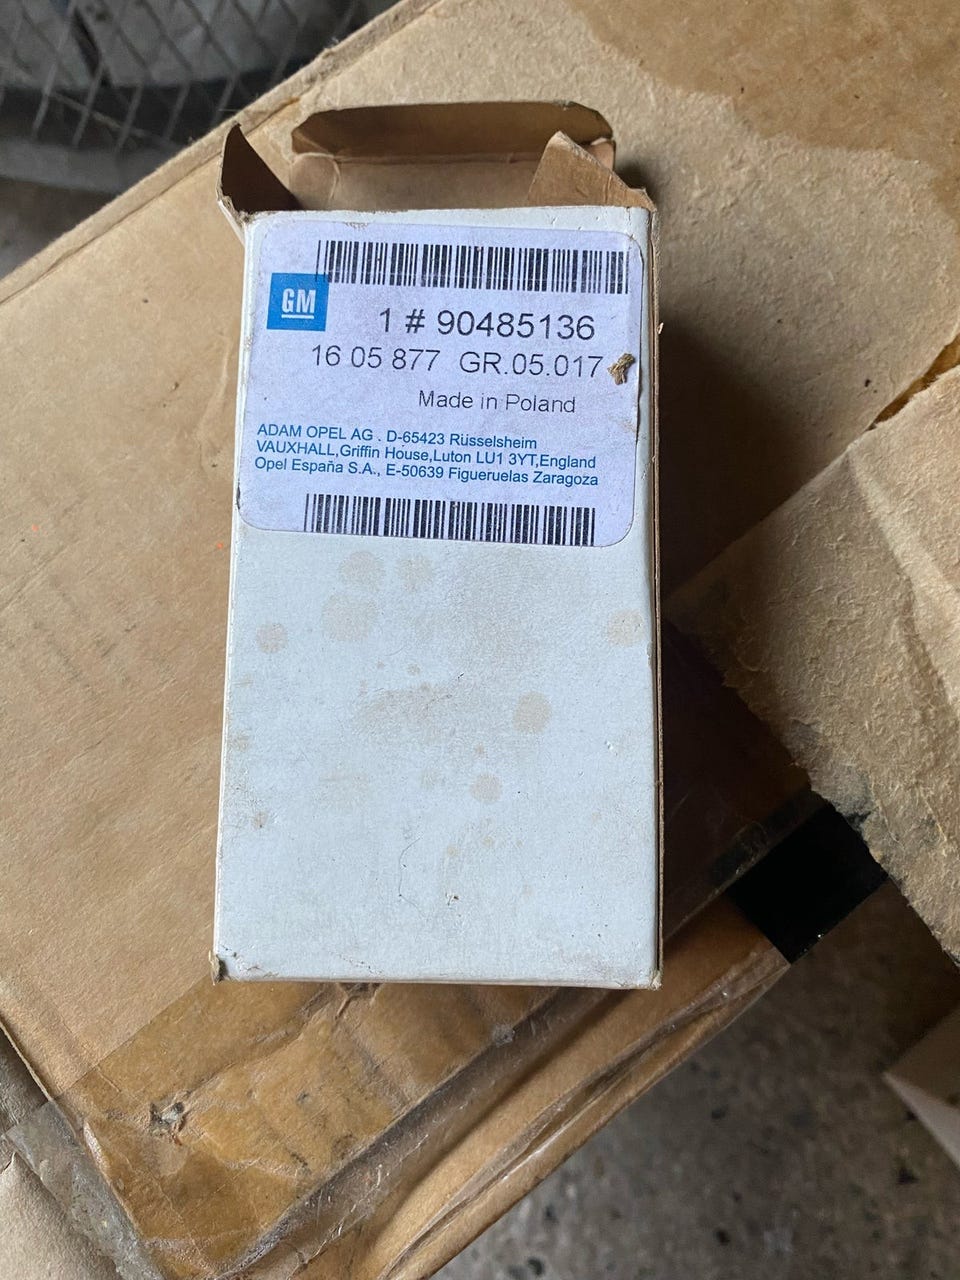 GM
1 # 90485136
16 05 877 GR.05.017
Made in Poland
ADAM OPEL AG . D-65423 Rüsselsheim
VAUXHALL,Griffin House,Luton LU1 3YT,England
Opel España S.A., E-50639 Figueruelas Zaragoza